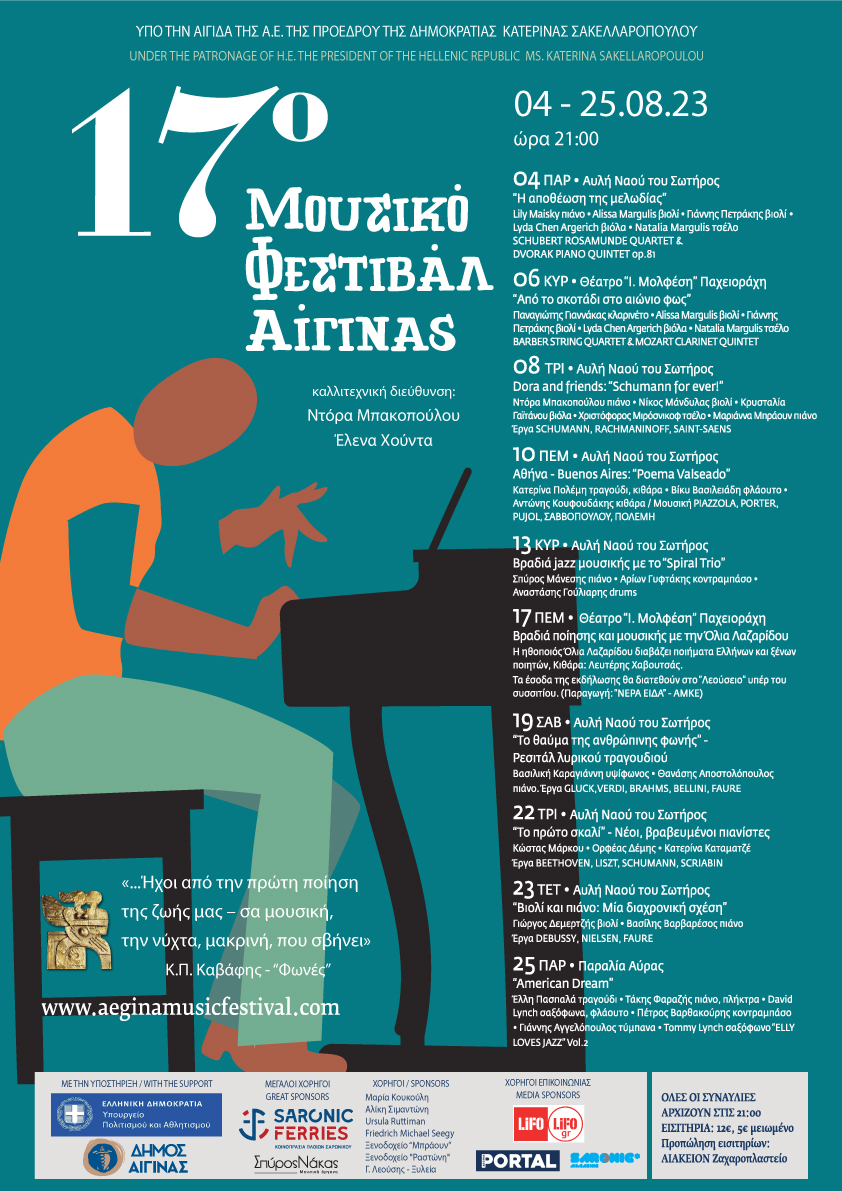 ΥΠΟ ΤΗΝ ΑΙΓΙΔΑ ΤΗΣ Α.Ε. ΤΗΣ ΠΡΟΕΔΡΟΥ ΤΗΣ ΔΗΜΟΚΡΑΤΙΑΣ ΚΑΤΕΡΙΝΑΣ ΣΑΚΕΛΛΑΡΟΠΟΥΛΟΥ
UNDER THE PATRONAGE OF H.E. THE PRESIDENT OF THE HELLENIC REPUBLIC MS. KATERINA SAKELLAROPOULOU
17ο
ΜΟΥΣΙΚΟ
ΦΕΣΤΙΒΑΛ
ΑΙΓΙΝΑΣ
καλλιτεχνική διεύθυνση:
Ντόρα Μπακοπούλου
Έλενα Χούντα
04 - 25.08.23
ώρα 21:00
04 ΠΑΡ • Αυλή Ναού του Σωτήρος
"Η αποθέωση της μελωδίας"
Lily Maisky πιάνο • Alissa Margulis βιολί • Γιάννης Πετράκης βιολί •
Lyda Chen Argerich βιόλα • Natalia Margulis τσέλο
SCHUBERT ROSAMUNDE QUARTET &
DVORAK PIANO QUINTET op.81
06 ΚΥΡ • Θέατρο "Ι. Μολφέση" Παχειοράχη
"Από το σκοτάδι στο αιώνιο φως"
Παναγιώτης Γιαννάκας κλαρινέτο • Alissa Margulis βιολί • Γιάννης
Πετράκης βιολί • Lyda Chen Argerich βιόλα • Natalia Margulis τσέλο
BARBER STRING QUARTET & MOZART CLARINET QUINTET
08 ΤΡΙ • Αυλή Ναού του Σωτήρος
Dora and friends: "Schumann for ever!"
Ντόρα Μπακοπούλου πιάνο • Νίκος Μάνδυλας βιολί • Κρυσταλία
Γαϊτάνου βιόλα • Χριστόφορος Μιρόσνικοφ τσέλο • Μαριάννα Μπράουν πιάνο
Έργα SCHUMANN, RACHMANINOFF, SAINT-SAENS
10 ΠΕΜ • Αυλή Ναού του Σωτήρος
Αθήνα - Buenos Aires: "Poema Valseado"
Κατερίνα Πολέμη τραγούδι, κιθάρα • Βίκυ Βασιλειάδη φλάουτο •
Αντώνης Κουφουδάκης κιθάρα / Μουσική PIAZZOLA, PORTER,
PUJOL, ΣΑΒΒΟΠΟΥΛΟΥ, ΠΟΛΕΜΗ
13 ΚΥΡ • Αυλή Ναού του Σωτήρος
Βραδιά jazz μουσικής με το "Spiral Trio"
Σπύρος Μάνεσης πιάνο • Αρίων Γυφτάκης κοντραμπάσο •
Αναστάσης Γούλιαρης drums
17 ΠΕΜ • Θέατρο "Ι. Μολφέση" Παχειοράχη
Βραδιά ποίησης και μουσικής με την Όλια Λαζαρίδου
Η ηθοποιός Όλια Λαζαρίδου διαβάζει ποιήματα Ελλήνων και ξένων
ποιητών, Κιθάρα: Λευτέρης Χαβουτσάς.
Τα έσοδα της εκδήλωσης θα διατεθούν στο "Λεούσειο" υπέρ του
συσσιτίου. (Παραγωγή: "ΝΕΡΑ ΕΙΔΑ" - ΑΜΚΕ)
19 ΣΑΒ • Αυλή Ναού του Σωτήρος
"Το θαύμα της ανθρώπινης φωνής" -
Ρεσιτάλ λυρικού τραγουδιού
Βασιλική Καραγιάννη υψίφωνος • Θανάσης Αποστολόπουλος
πιάνο. Έργα GLUCK,VERDI, BRAHMS, BELLINI, FAURE
22 ΤΡΙ • Αυλή Ναού του Σωτήρος
"Το πρώτο σκαλί" - Νέοι, βραβευμένοι πιανίστες
Κώστας Μάρκου • Ορφέας Δέμης • Κατερίνα Καταματζέ
Έργα BEETHOVEN, LISZT, SCHUMANN, SCRIABIN
23 ΤΕΤ • Αυλή Ναού του Σωτήρος
"Βιολί και πιάνο: Μία διαχρονική σχέση"
Γιώργος Δεμερτζής βιολί • Βασίλης Βαρβαρέσος πιάνο
Έργα DEBUSSY, NIELSEN, FAURE
25 ΠΑΡ • Παραλία Αύρας
"American Dream"
Έλλη Πασπαλά τραγούδι • Τάκης Φαραζής πιάνο, πλήκτρα • David
Lynch σαξόφωνα, φλάουτο • Πέτρος Βαρθακούρης κοντραμπάσο
• Γιάννης Αγγελόπουλος τύμπανα • Tommy Lynch σαξόφωνο "ELLY
LOVES JAZZ" Vol.2
«...Ήχοι από την πρώτη ποίηση
της ζωής μας – σα μουσική,
την νύχτα, μακρινή, που σβήνει»
Κ.Π. Καβάφης - "Φωνές"
www.aeginamusicfestival.com
ΜΕ ΤΗΝ ΥΠΟΣΤΗΡΙΞΗ / WITH THE SUPPORT
ΕΛΛΗΝΙΚΗ ΔΗΜΟΚΡΑΤΙΑ
Υπουργείο
Πολιτισμού και Αθλητισμού
ΔΗΜΟΣ
ΑΙΓΙΝΑΣ
ΜΕΓΑΛΟΙ ΧΟΡΗΓΟΙ
GREAT SPONSORS
SARONIC
FERRIES
ΚΟΙΝΟΠΡΑΞΙΑ ΠΛΟΙΩΝ ΣΑΡΩΝΙΚΟΥ
ΣπύροςΝάκας
Μουσικά όργανα
ΧΟΡΗΓΟΙ / SPONSORS
Μαρία Κουκούλη
Αλίκη Σιμαντώνη
Ursula Ruttiman
Friedrich Michael Seegy
Ξενοδοχείο "Μπράουν"
Ξενοδοχείο "Ραστώνη"
Γ. Λεούσης - Ξυλεία
ΧΟΡΗΓΟΙ ΕΠΙΚΟΙΝΩΝΙΑΣ
MEDIA SPONSORS
LiFO
LiFO
gr
PORTAL
SARONIC
MAGAZINE
ΟΛΕΣ ΟΙ ΣΥΝΑΥΛΙΕΣ
ΑΡΧΙΖΟΥΝ ΣΤΙΣ 21:00
ΕΙΣΙΤΗΡΙΑ: 12€, 5€ μειωμένο
Προπώληση εισιτηρίων:
ΑΙΑΚΕΙΟΝ Ζαχαροπλαστείο